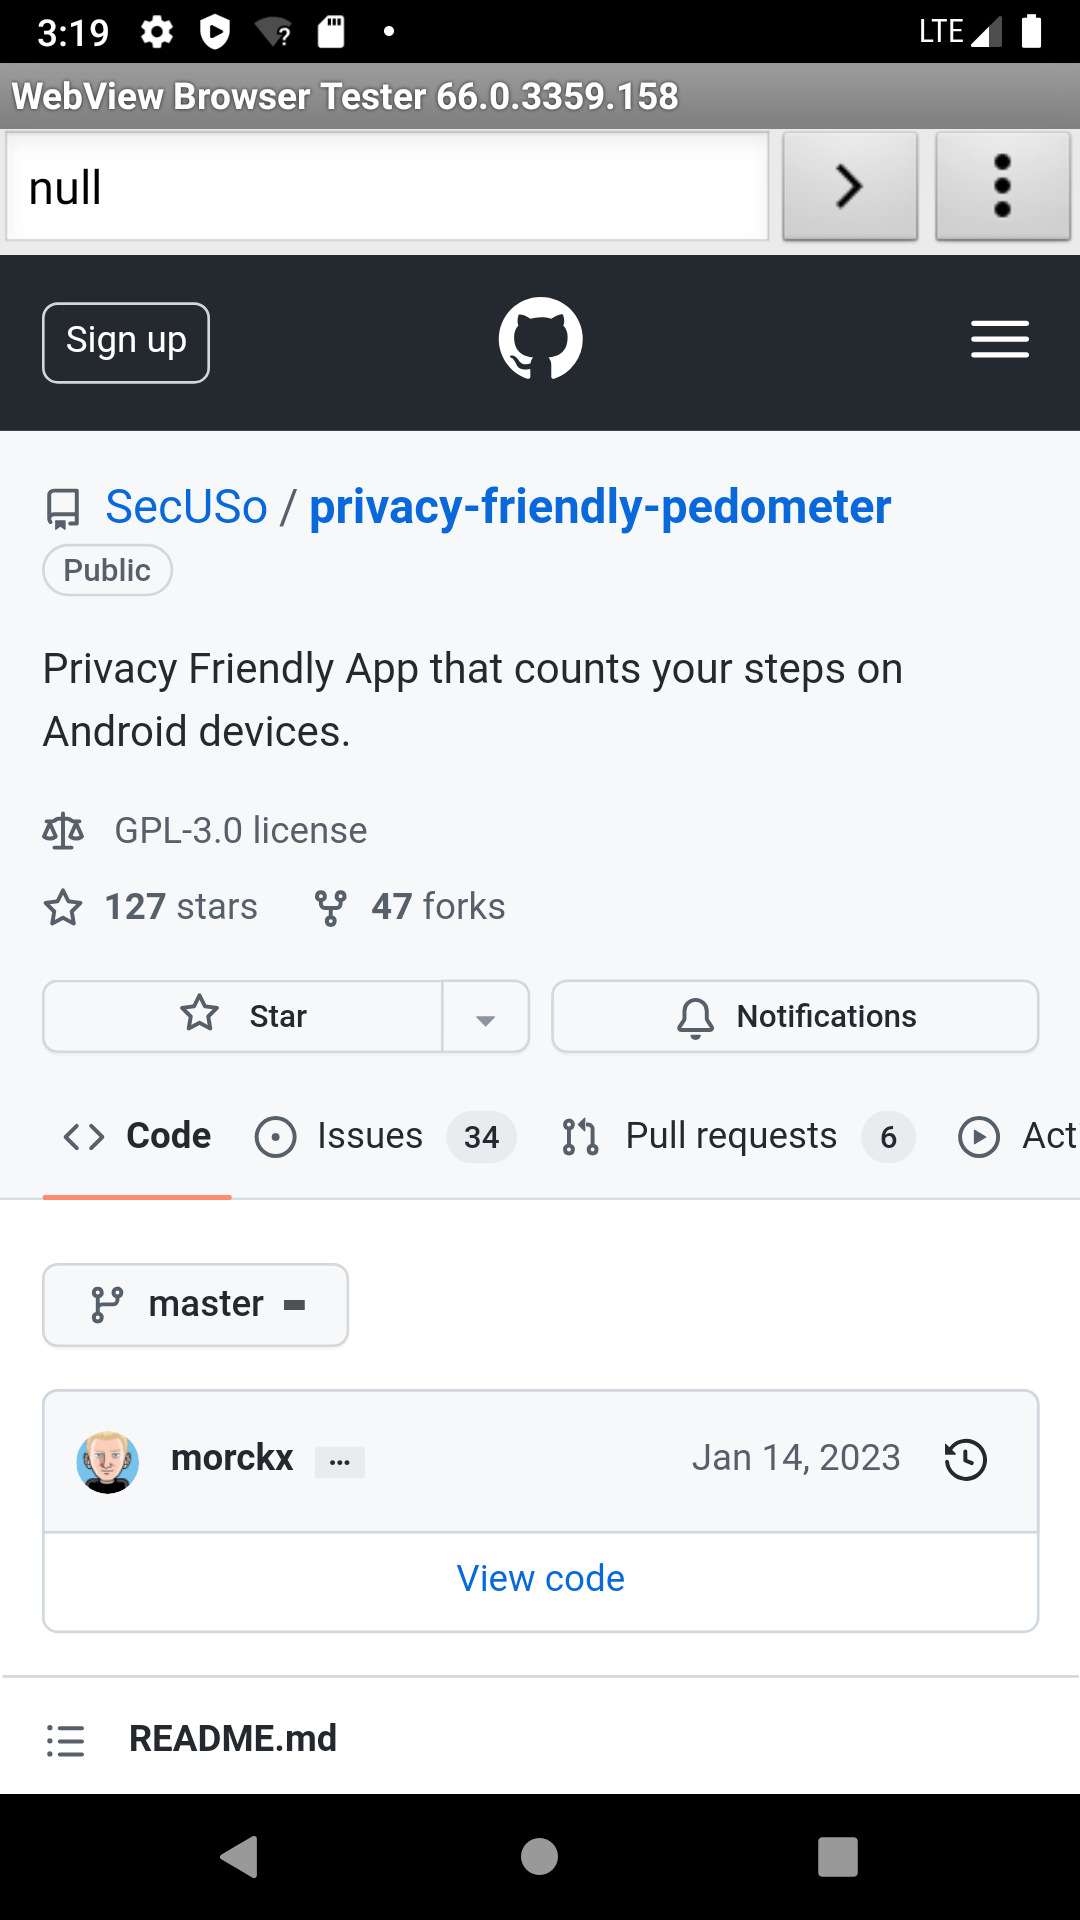 3:19
LTE
WebView Browser Tester 66.0.3359.158
null
Sign up
SecUSo / privacy-friendly-pedometer
Public
Privacy Friendly App that counts your steps on
Android devices.
GPL-3.0 license
127 stars 47 forks
Star Notifications
Code Issues 34 Pull requests 6 Act
master
morckx ... Jan 14, 2023
View code
README.md